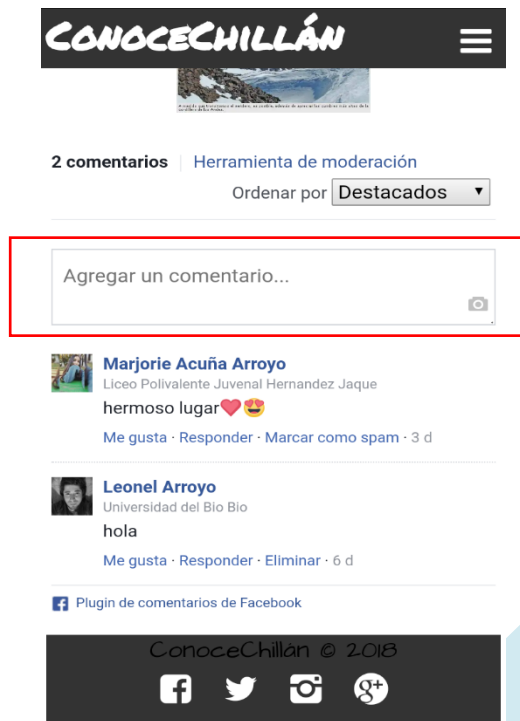 ConoceChillán
2 comentarios Herramienta de moderación
Ordenar por Destacados
Agregar un comentario...
Marjorie Acuña Arroyo
Liceo Polivalente Juvenal Hernandez Jaque
hermoso lugar❤️😍
Me gusta · Responder · Marcar como spam · 3 d
Leonel Arroyo
Universidad del Bio Bio
hola
Me gusta · Responder · Eliminar · 6 d
Plugin de comentarios de Facebook
ConoceChillán © 2018